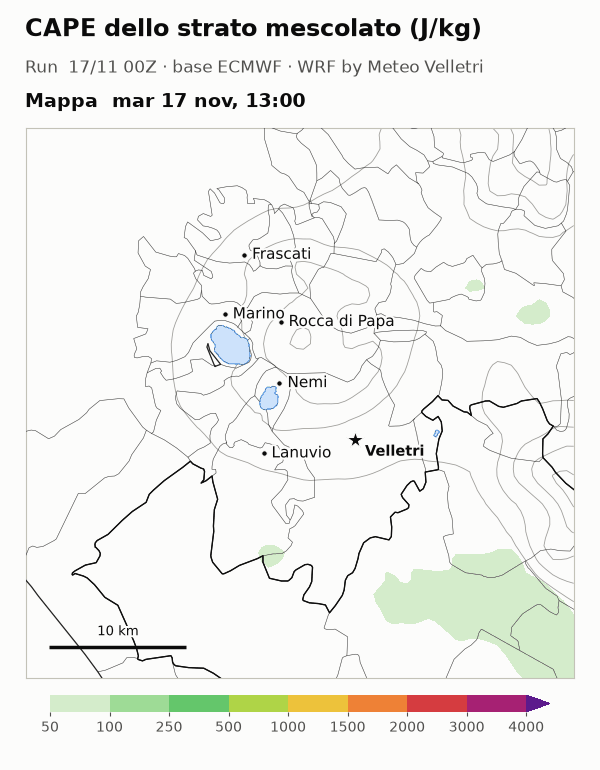 CAPE dello strato mescolato (J/kg)
Run  17/11 00Z · base ECMWF · WRF by Meteo Velletri
Mappa  mar 17 nov, 13:00
Frascati
Marino
Rocca di Papa
Nemi
Velletri
Lanuvio
10 km
50 100 250 500 1000 1500 2000 3000 4000